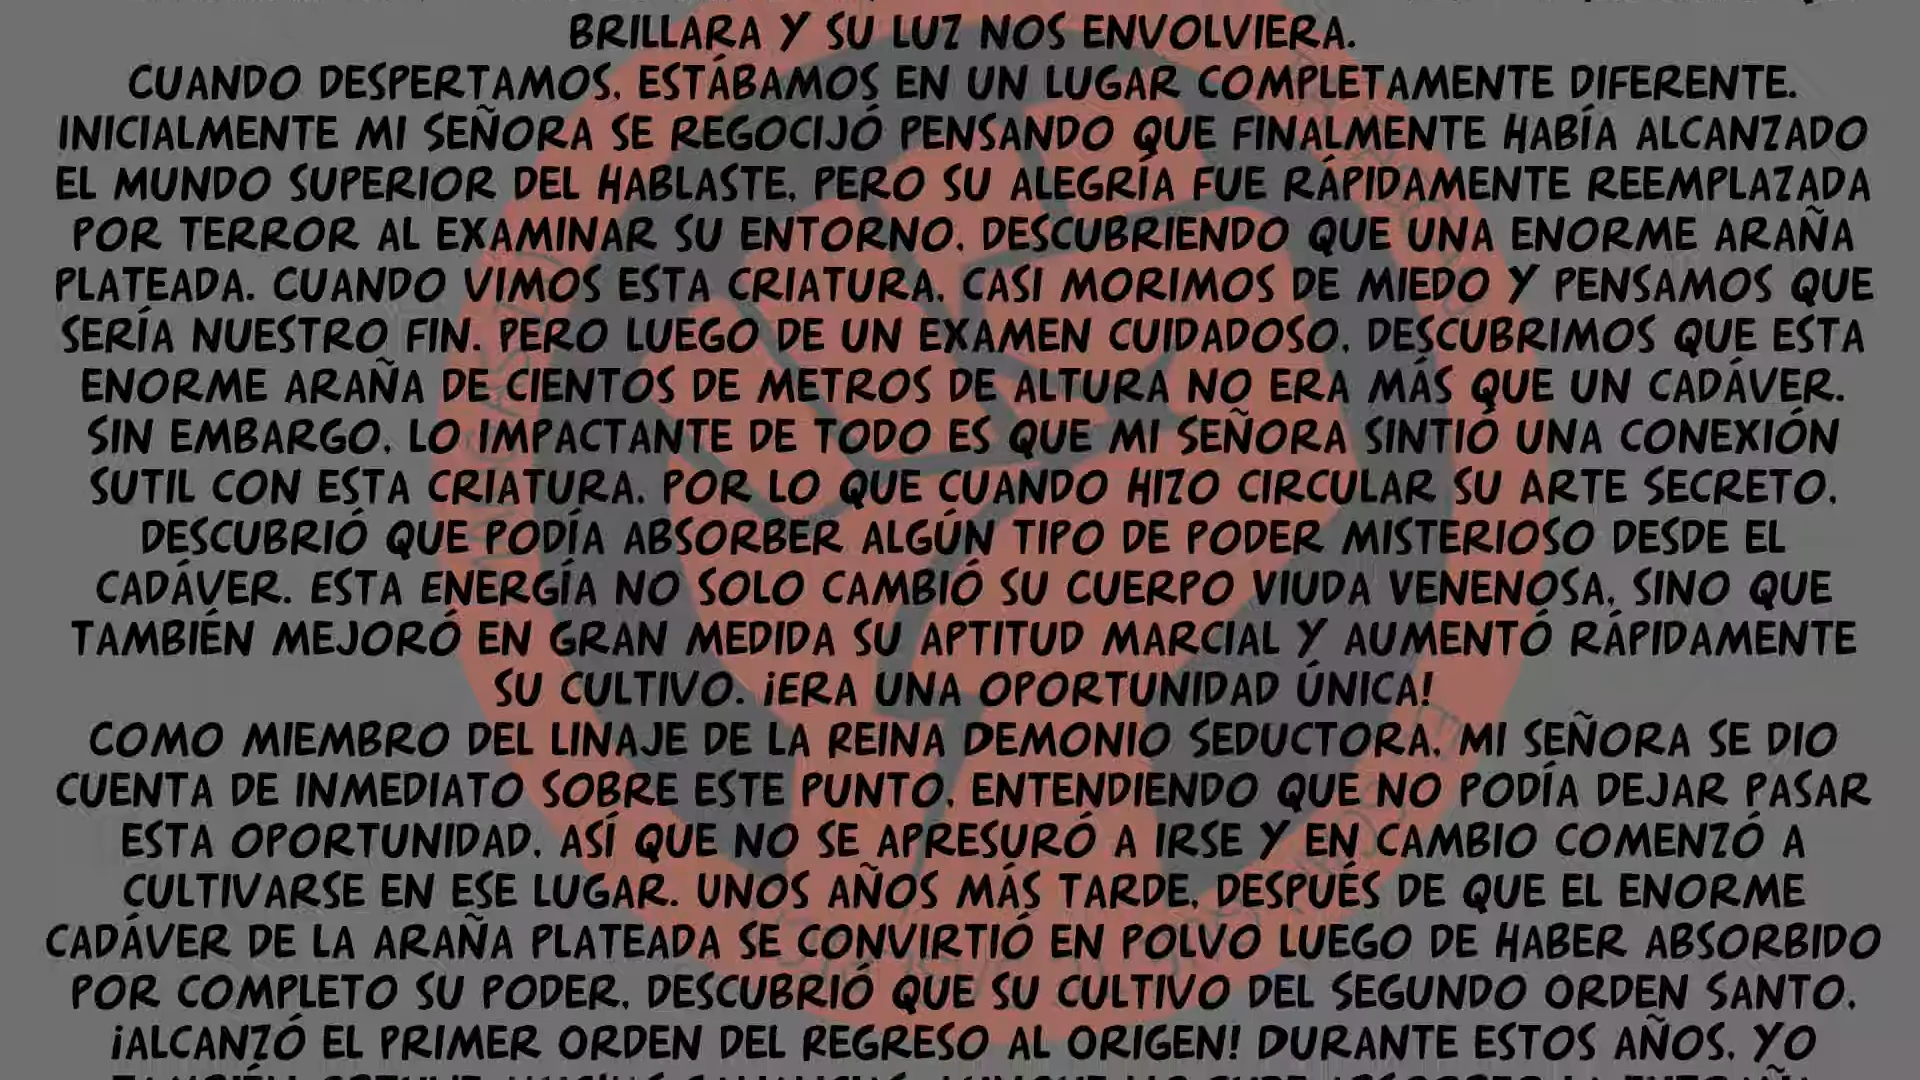 BRILLARA Y SU LUZ NOS ENVOLVIERA.
CUANDO DESPERTAMOS, ESTÁBAMOS EN UN LUGAR COMPLETAMENTE DIFERENTE.
INICIALMENTE MI SEÑORA SE REGOCIJÓ PENSANDO QUE FINALMENTE HABÍA ALCANZADO
EL MUNDO SUPERIOR DEL HABLASTE, PERO SU ALEGRÍA FUE RÁPIDAMENTE REEMPLAZADA
POR TERROR AL EXAMINAR SU ENTORNO, DESCUBRIENDO QUE UNA ENORME ARAÑA
PLATEADA. CUANDO VIMOS ESTA CRIATURA, CASI MORIMOS DE MIEDO Y PENSAMOS QUE
SERÍA NUESTRO FIN. PERO LUEGO DE UN EXAMEN CUIDADOSO, DESCUBRIMOS QUE ESTA
ENORME ARAÑA DE CIENTOS DE METROS DE ALTURA NO ERA MÁS QUE UN CADÁVER.
SIN EMBARGO, LO IMPACTANTE DE TODO ES QUE MI SEÑORA SINTIÓ UNA CONEXIÓN
SUTIL CON ESTA CRIATURA, POR LO QUE CUANDO HIZO CIRCULAR SU ARTE SECRETO,
DESCUBRIÓ QUE PODÍA ABSORBER ALGÚN TIPO DE PODER MISTERIOSO DESDE EL
CADÁVER. ESTA ENERGÍA NO SOLO CAMBIÓ SU CUERPO VIUDA VENENOSA, SINO QUE
TAMBIÉN MEJORÓ EN GRAN MEDIDA SU APTITUD MARCIAL Y AUMENTÓ RÁPIDAMENTE
SU CULTIVO. ¡ERA UNA OPORTUNIDAD ÚNICA!
COMO MIEMBRO DEL LINAJE DE LA REINA DEMONIO SEDUCTORA, MI SEÑORA SE DIO
CUENTA DE INMEDIATO SOBRE ESTE PUNTO, ENTENDIENDO QUE NO PODÍA DEJAR PASAR
ESTA OPORTUNIDAD, ASÍ QUE NO SE APRESURÓ A IRSE Y EN CAMBIO COMENZÓ A
CULTIVARSE EN ESE LUGAR. UNOS AÑOS MÁS TARDE, DESPUÉS DE QUE EL ENORME
CADÁVER DE LA ARAÑA PLATEADA SE CONVIRTIÓ EN POLVO LUEGO DE HABER ABSORBIDO
POR COMPLETO SU PODER, DESCUBRIÓ QUE SU CULTIVO DEL SEGUNDO ORDEN SANTO,
¡ALCANZÓ EL PRIMER ORDEN DEL REGRESO AL ORIGEN! DURANTE ESTOS AÑOS, YO